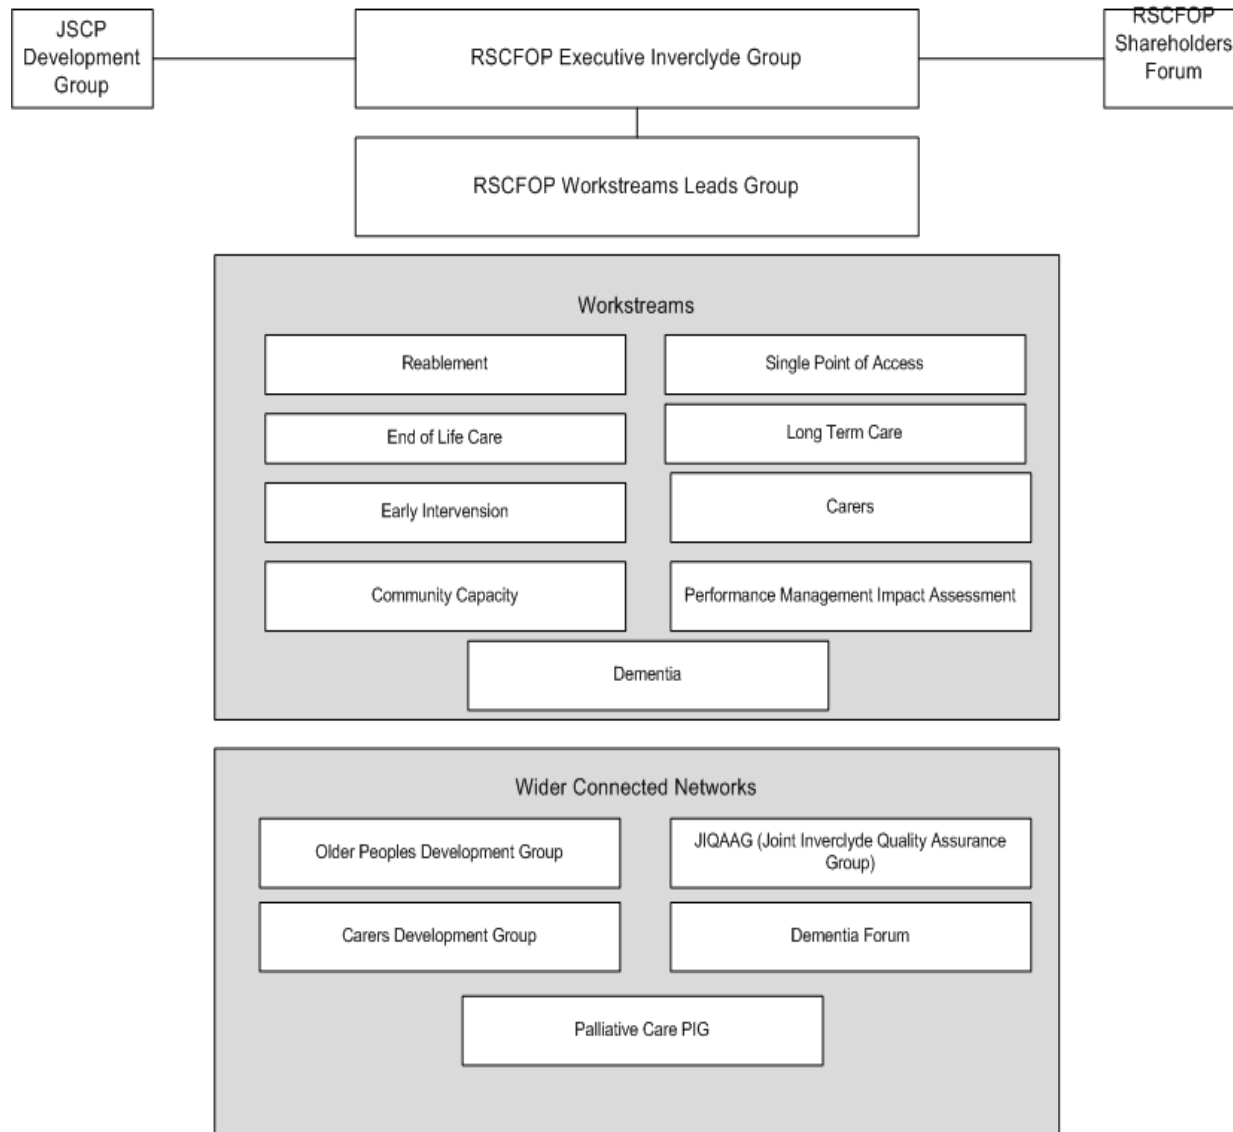 JSCP
Development
Group
RSCFOP Executive Inverclyde Group
RSCFOP
Shareholders
Forum
RSCFOP Workstreams Leads Group
Workstreams
Reablement
Single Point of Access
End of Life Care
Long Term Care
Early Intervension
Carers
Community Capacity
Performance Management Impact Assessment
Dementia
Wider Connected Networks
Older Peoples Development Group
JIQAAG (Joint Inverclyde Quality Assurance
Group)
Carers Development Group
Dementia Forum
Palliative Care PIG